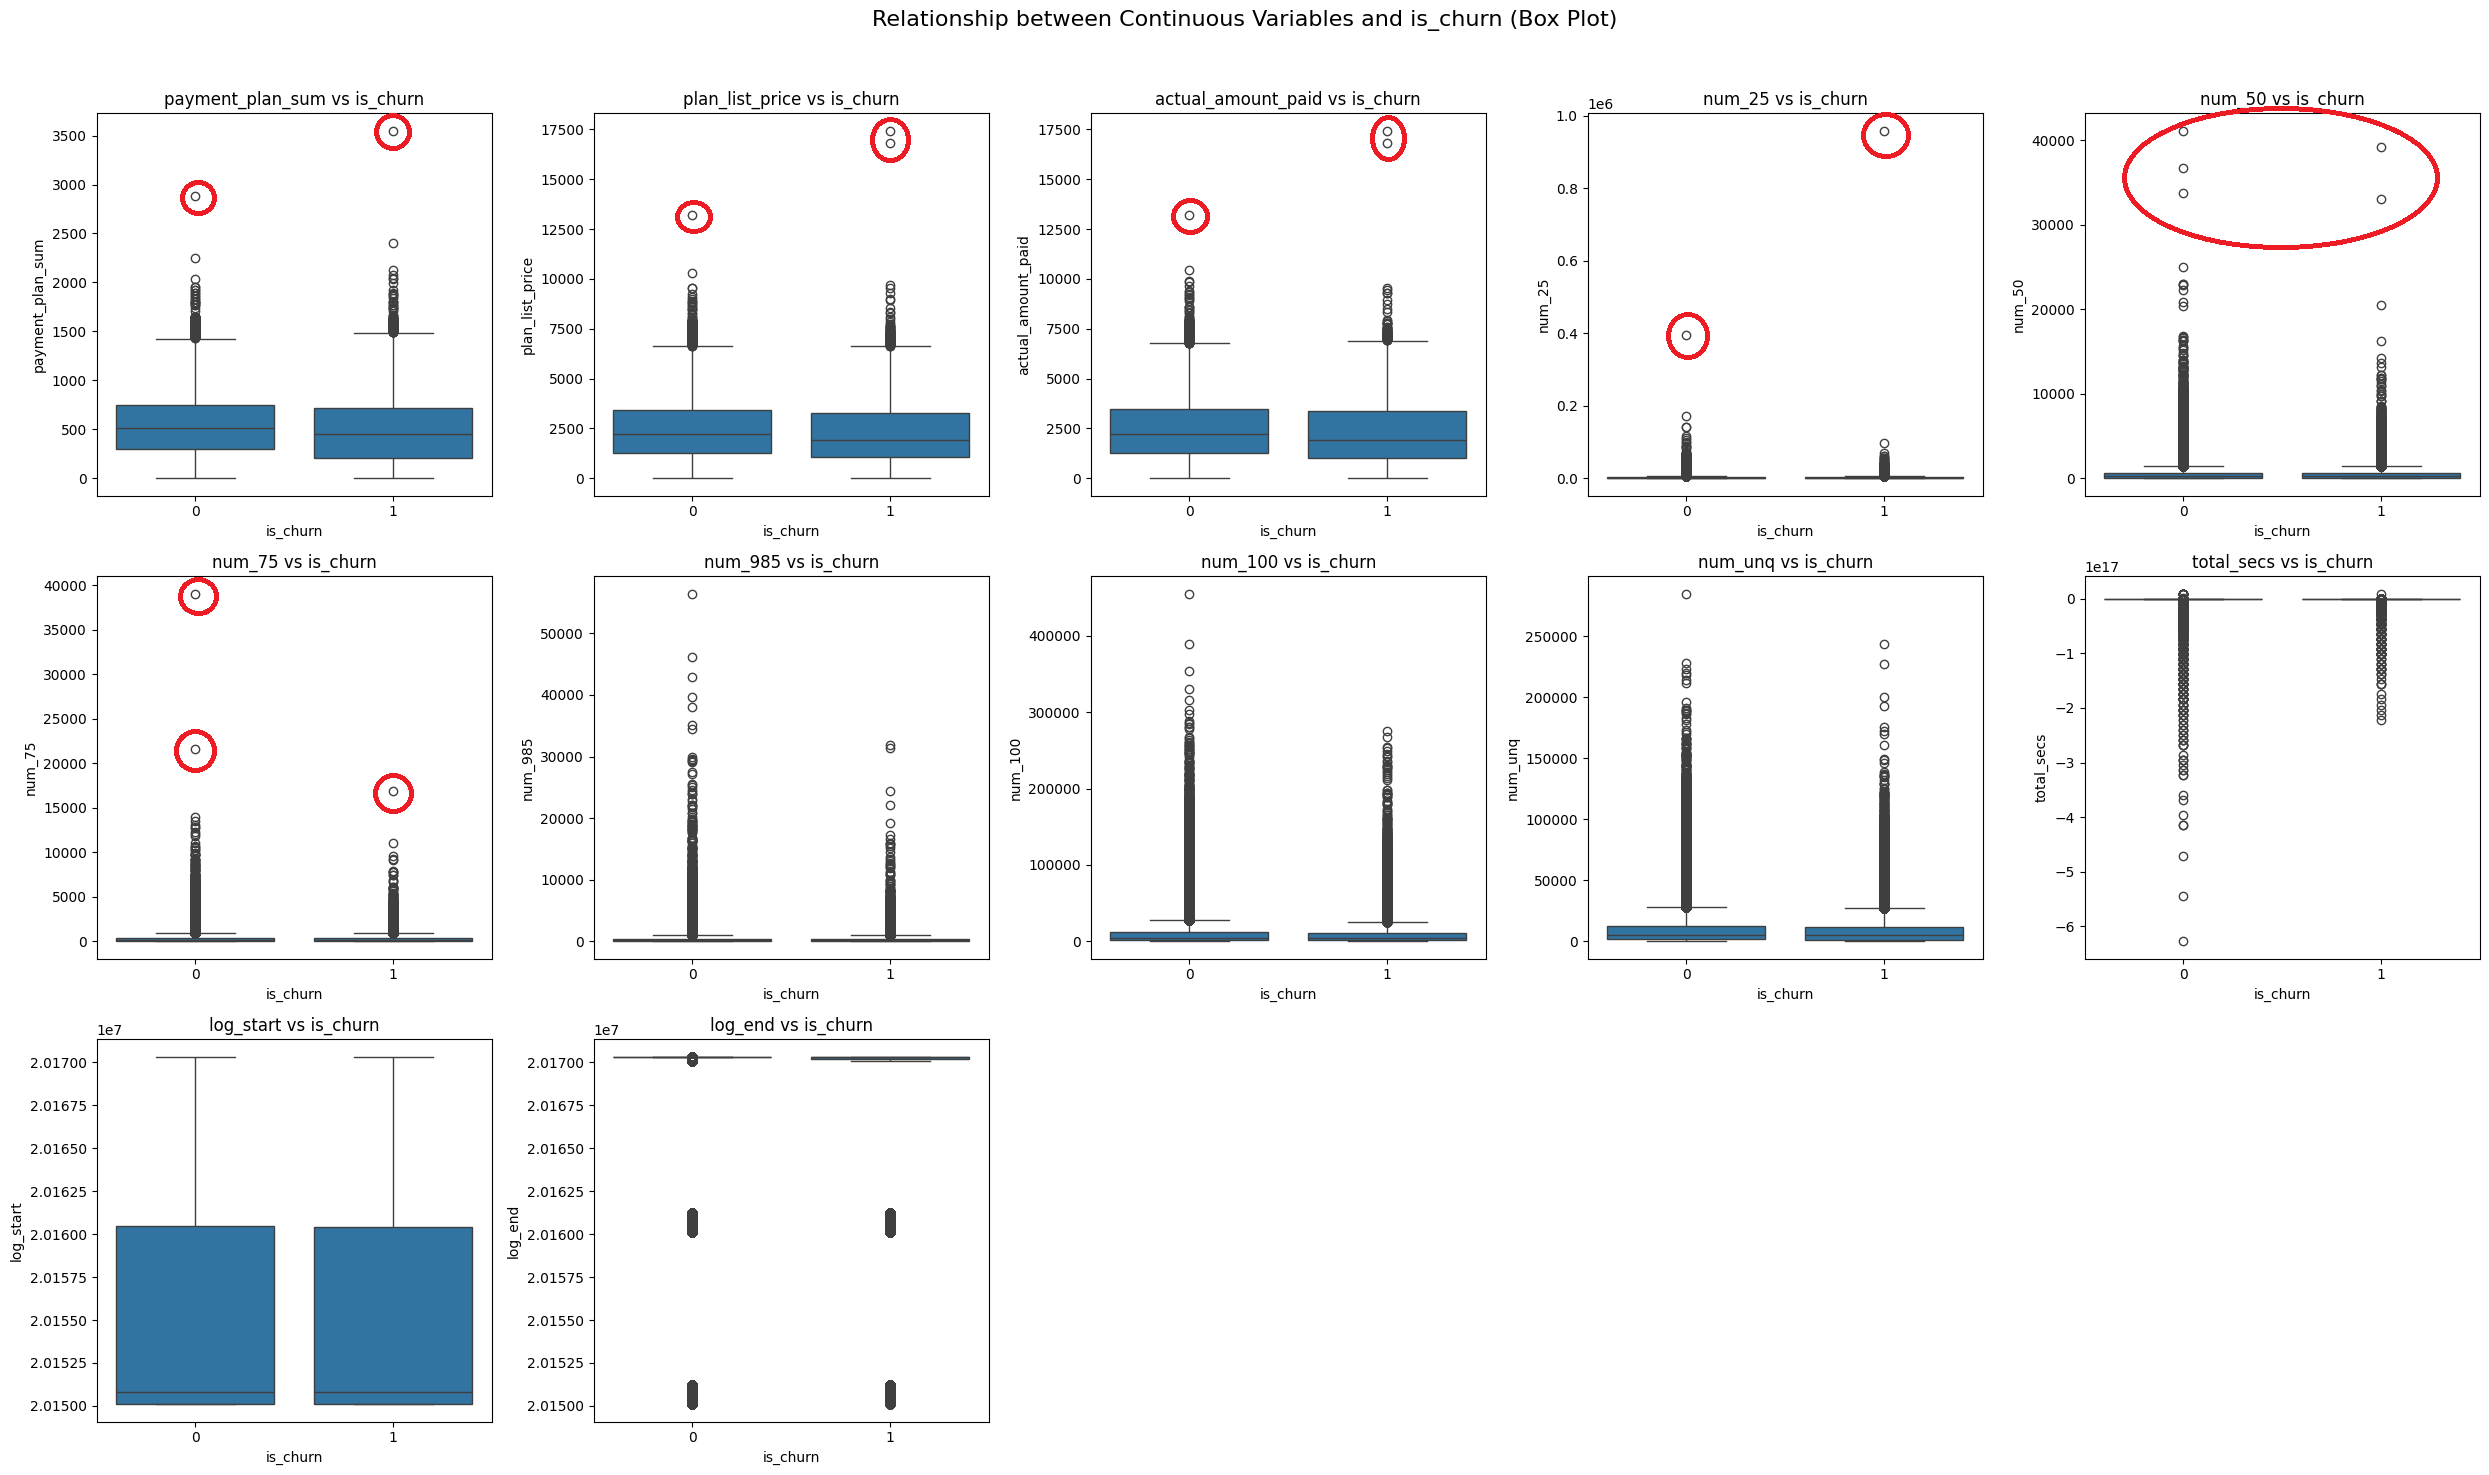 Relationship between Continuous Variables and is_churn (Box Plot)
payment_plan_sum vs is_churn
3500
3000
2500
2000
1500
1000
500
0
payment_plan_sum
0 1
is_churn
plan_list_price vs is_churn
17500
15000
12500
10000
7500
5000
2500
0
plan_list_price
0 1
is_churn
actual_amount_paid vs is_churn
17500
15000
12500
10000
7500
5000
2500
0
actual_amount_paid
0 1
is_churn
num_25 vs is_churn
1e6
1.0
0.8
0.6
0.4
0.2
0.0
num_25
0 1
is_churn
num_50 vs is_churn
40000
30000
20000
10000
0
num_50
0 1
is_churn
num_75 vs is_churn
40000
35000
30000
25000
20000
15000
10000
5000
0
num_75
0 1
is_churn
num_985 vs is_churn
50000
40000
30000
20000
10000
0
num_985
0 1
is_churn
num_100 vs is_churn
400000
300000
200000
100000
0
num_100
0 1
is_churn
num_unq vs is_churn
250000
200000
150000
100000
50000
0
num_unq
0 1
is_churn
total_secs vs is_churn
1e17
0
−1
−2
−3
−4
−5
−6
total_secs
0 1
is_churn
log_start vs is_churn
1e7
2.01700
2.01675
2.01650
2.01625
2.01600
2.01575
2.01550
2.01525
2.01500
log_start
0 1
is_churn
log_end vs is_churn
1e7
2.01700
2.01675
2.01650
2.01625
2.01600
2.01575
2.01550
2.01525
2.01500
log_end
0 1
is_churn